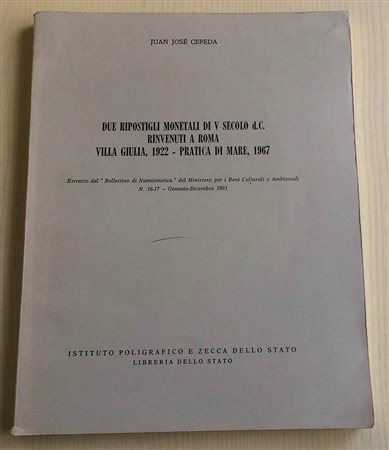 JUAN JOSÉ CEPEDA
DUE RIPOSTIGLI MONETALI DI V SECOLO d.C.
RINVENUTI A ROMA
VILLA GIULIA, 1922 - PRATICA DI MARE, 1967
Estratto dal "Bollettino di Numismatica" del Ministero per i Beni Culturali e Ambientali
N. 16-17 - Gennaio-Dicembre 1991
ISTITUTO POLIGRAFICO E ZECCA DELLO STATO
LIBRERIA DELLO STATO